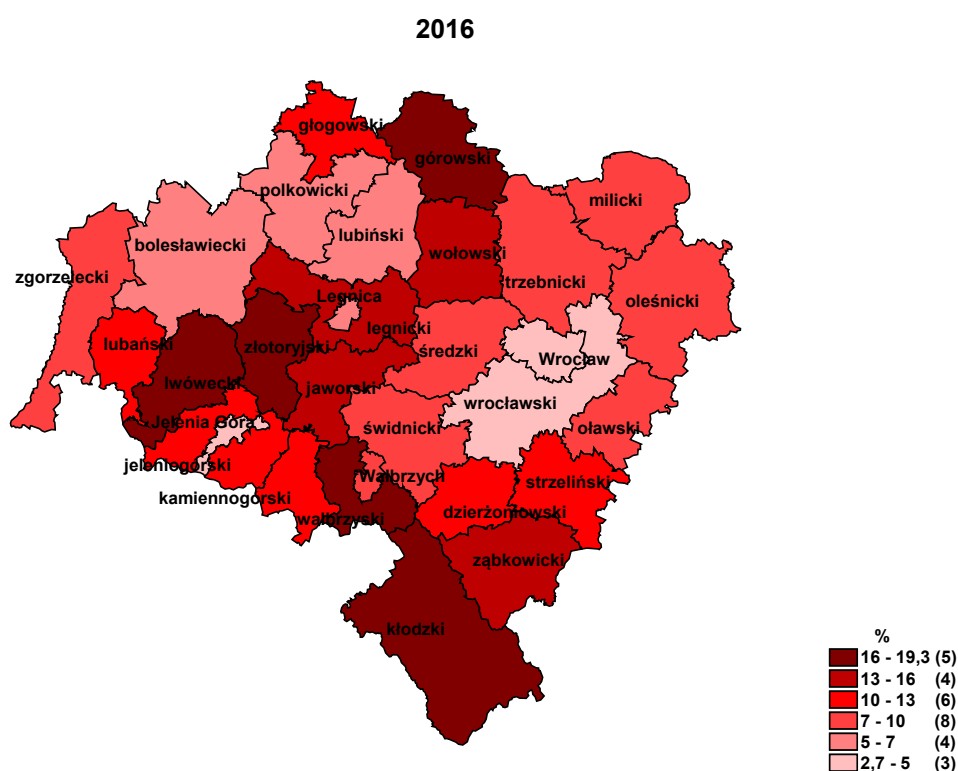 2016
głogowski
górowski
polkowicki
milicki
lubiński
bolesławiecki
wołowski
zgorzelecki
trzebnicki
Legnica
oleśnicki
legnicki
lubański
złotoryjski
średzki
Wrocław
lwówecki
jaworski
wrocławski
Jelenia Góra
świdnicki
oławski
jeleniogórski
Wałbrzych
strzeliński
kamiennogórski
wałbrzyski
dzierżoniowski
ząbkowicki
kłodzki
%
16 - 19,3 (5)
13 - 16 (4)
10 - 13 (6)
7 - 10 (8)
5 - 7 (4)
2,7 - 5 (3)